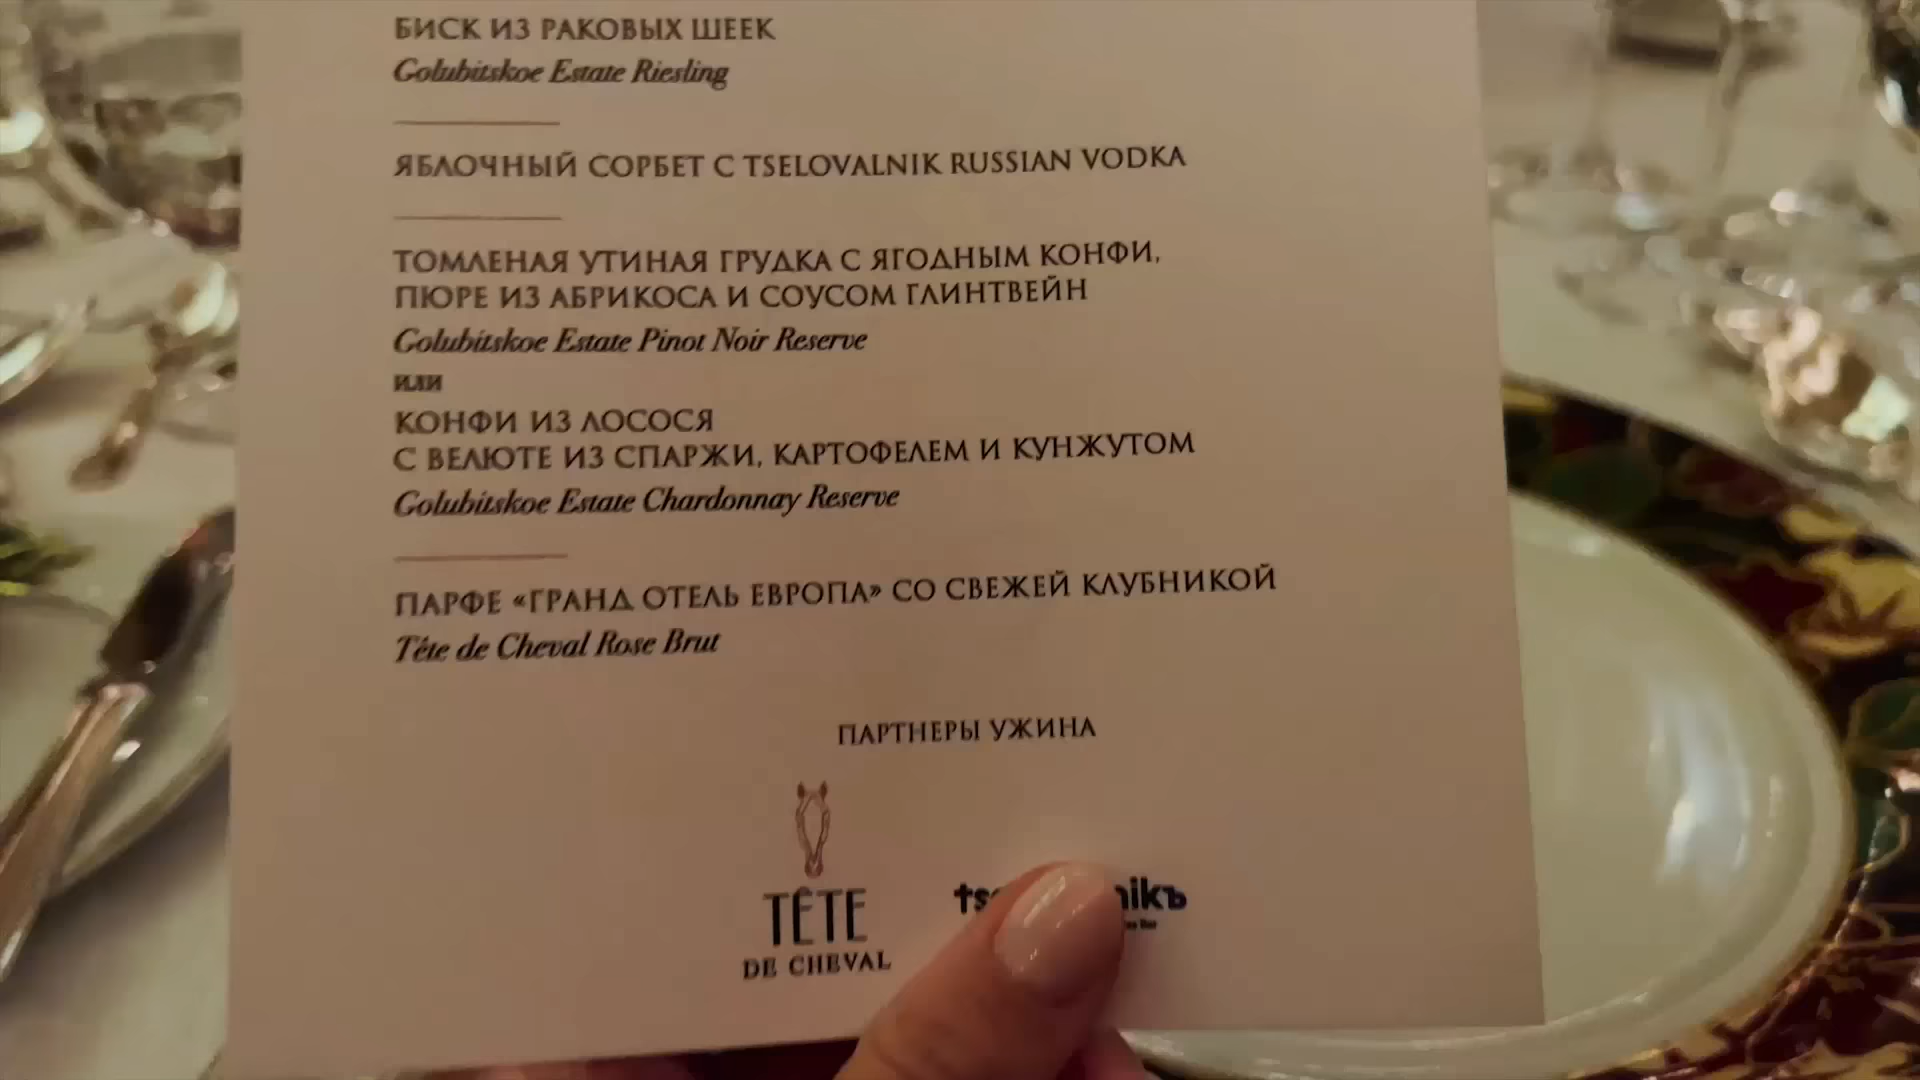 БИСК ИЗ РАКОВЫХ ШЕЕК
Golubitskoe Estate Riesling
ЯБЛОЧНЫЙ СОРБЕТ С TSELOVALNIK RUSSIAN VODKA
ТОМЛЕНАЯ УТИНАЯ ГРУДКА С ЯГОДНЫМ КОНФИ,
ПЮРЕ ИЗ АБРИКОСА И СОУСОМ ГЛИНТВЕЙН
Golubitskoe Estate Pinot Noir Reserve
или
КОНФИ ИЗ ЛОСОСЯ
С ВЕЛЮТЕ ИЗ СПАРЖИ, КАРТОФЕЛЕМ И КУНЖУТОМ
Golubitskoe Estate Chardonnay Reserve
ПАРФЕ «ГРАНД ОТЕЛЬ ЕВРОПА» СО СВЕЖЕЙ КЛУБНИКОЙ
Tête de Cheval Rose Brut
ПАРТНЕРЫ УЖИНА
TÊTE
DE CHEVAL